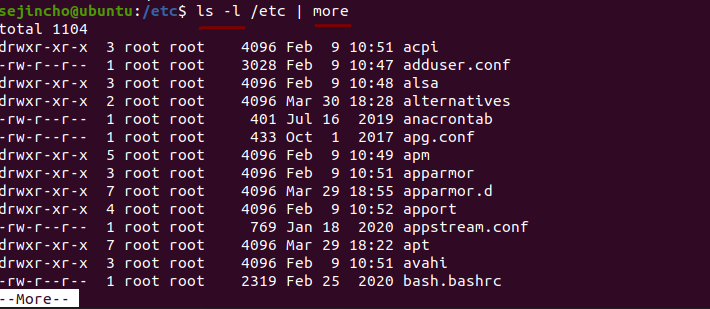 sejincho@ubuntu:/etc$ ls -l /etc | more
total 1104
drwxr-xr-x  3 root root    4096 Feb  9 10:51 acpi
-rw-r--r--  1 root root    3028 Feb  9 10:47 adduser.conf
drwxr-xr-x  3 root root    4096 Feb  9 10:48 alsa
drwxr-xr-x  2 root root    4096 Mar 30 18:28 alternatives
-rw-r--r--  1 root root     401 Jul 16  2019 anacrontab
-rw-r--r--  1 root root     433 Oct  1  2017 apg.conf
drwxr-xr-x  5 root root    4096 Feb  9 10:49 apm
drwxr-xr-x  3 root root    4096 Feb  9 10:51 apparmor
drwxr-xr-x  7 root root    4096 Mar 29 18:55 apparmor.d
drwxr-xr-x  4 root root    4096 Feb  9 10:52 apport
-rw-r--r--  1 root root     769 Jan 18  2020 appstream.conf
drwxr-xr-x  7 root root    4096 Mar 29 18:22 apt
drwxr-xr-x  3 root root    4096 Feb  9 10:51 avahi
-rw-r--r--  1 root root    2319 Feb 25  2020 bash.bashrc
--More--